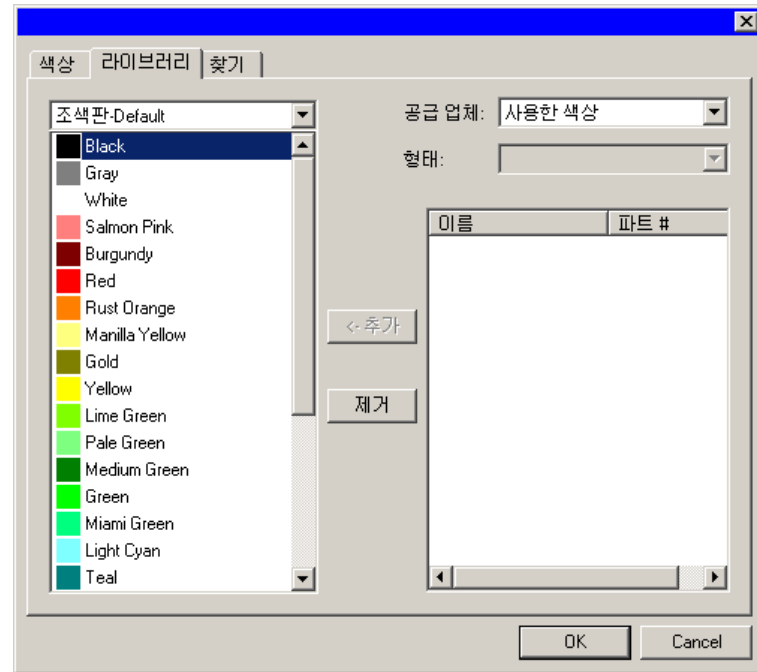 색상 라이브러리 찾기
조색판-Default
Black
Gray
White
Salmon Pink
Burgundy
Red
Rust Orange
Manilla Yellow
Gold
Yellow
Lime Green
Pale Green
Medium Green
Green
Miami Green
Light Cyan
Teal
<-추가
제거
공급 업체: 사용한 색상
형태:
이름 파트 #
OK Cancel